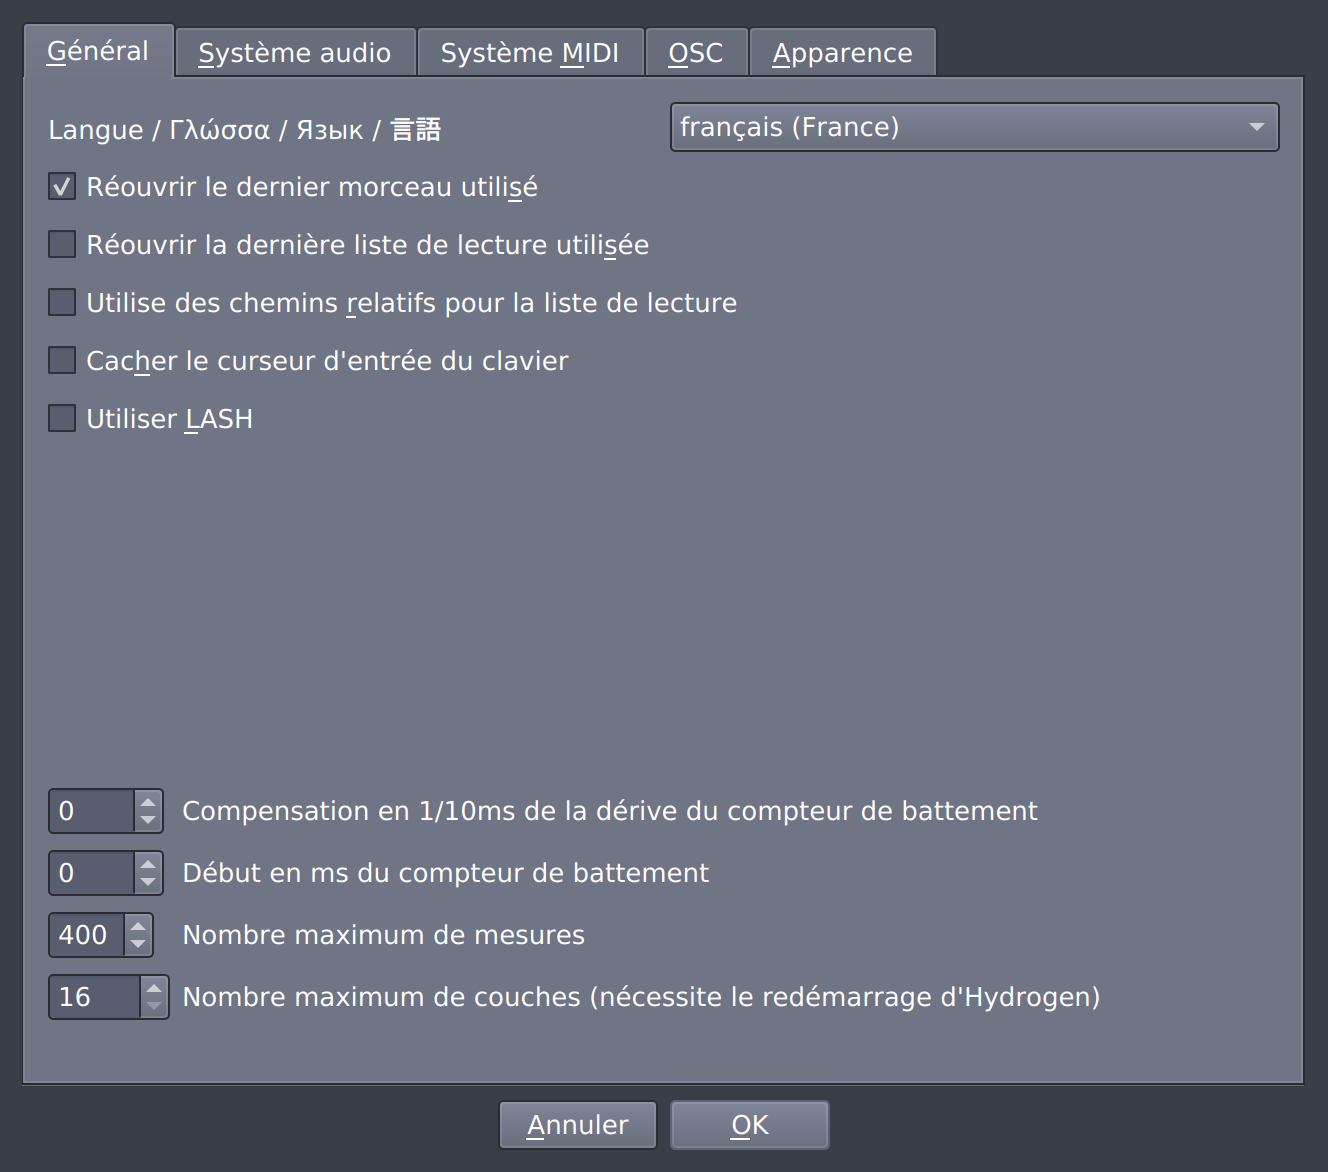 Général Système audio Système MIDI OSC Apparence
Langue / Γλώσσα / Язык / 言語 français (France)
Réouvrir le dernier morceau utilisé
Réouvrir la dernière liste de lecture utilisée
Utilise des chemins relatifs pour la liste de lecture
Cacher le curseur d'entrée du clavier
Utiliser LASH
0 Compensation en 1/10ms de la dérive du compteur de battement
0 Début en ms du compteur de battement
400 Nombre maximum de mesures
16 Nombre maximum de couches (nécessite le redémarrage d'Hydrogen)
Annuler OK